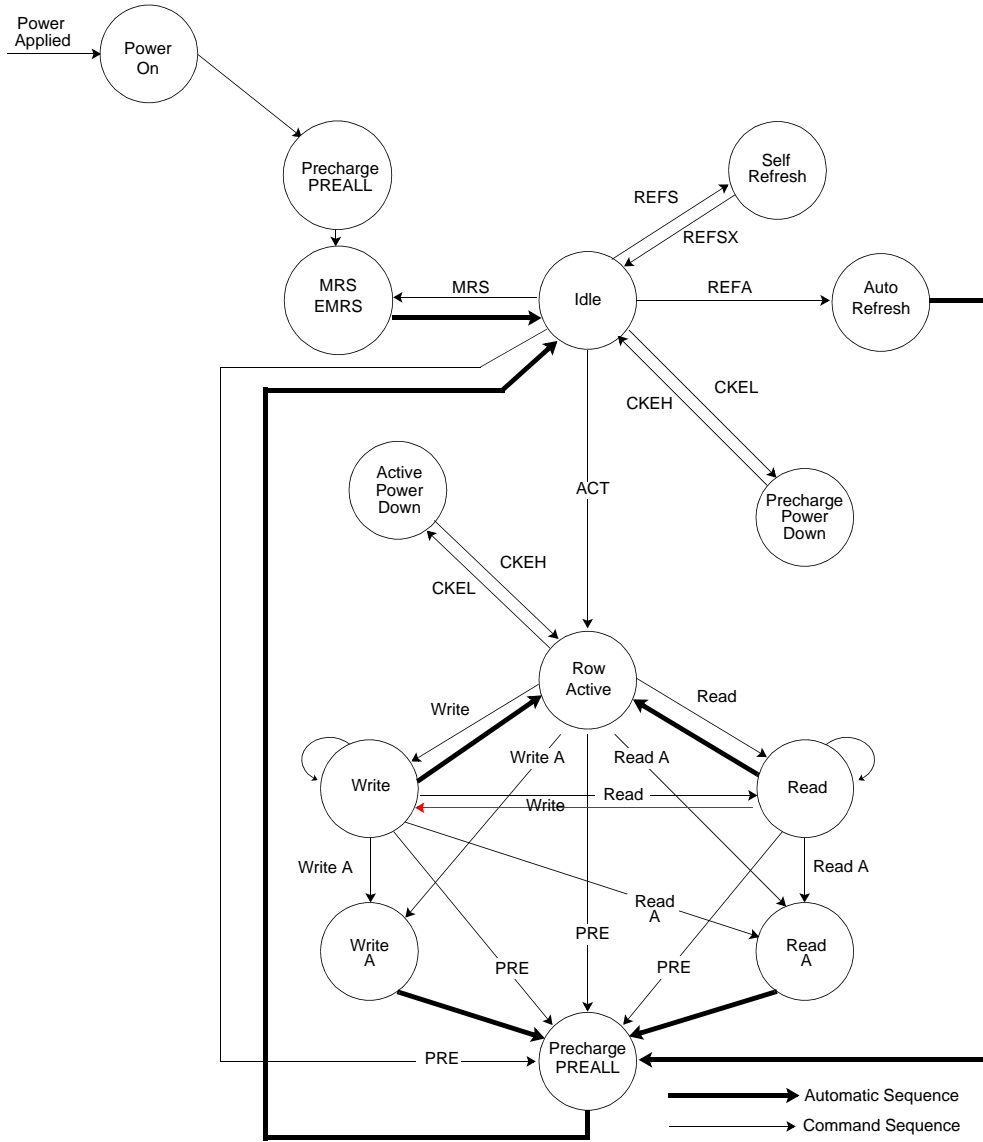 Power
Applied
Power
On
Precharge
PREALL
Self
Refresh
REFS
REFSX
MRS
EMRS
MRS
Idle
REFA
Auto
Refresh
CKEL
CKEH
Active
Power
Down
ACT
Precharge
Power
Down
CKEH
CKEL
Row
Active
Write
Read
Write A
Read A
Write
Read
Read
Write
Write A
Read A
Read
A
Write
A
PRE
Read
A
PRE
PRE
Precharge
PREALL
PRE
Automatic Sequence
Command Sequence